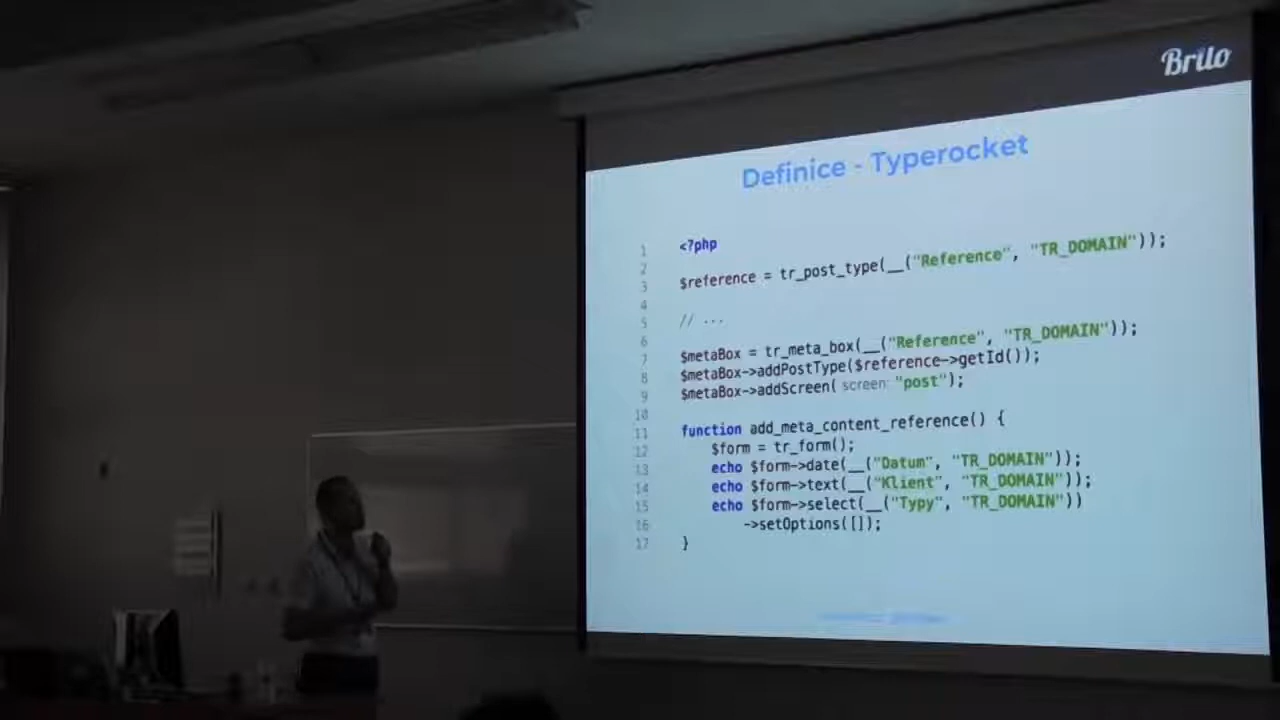 Brilo
Definice - Typerocket
1 <?php
2
3 $reference = tr_post_type(__("Reference", "TR_DOMAIN"));
4
5 // ...
6
7 $metaBox = tr_meta_box(__("Reference", "TR_DOMAIN"));
8 $metaBox->addPostType($reference->getId());
9 $metaBox->addScreen( screen: "post");
10
11 function add_meta_content_reference() {
12 $form = tr_form();
13 echo $form->date(__("Datum", "TR_DOMAIN"));
14 echo $form->text(__("Klient", "TR_DOMAIN"));
15 echo $form->select(__("Typy", "TR_DOMAIN"))
16 ->setOptions([]);
17 }